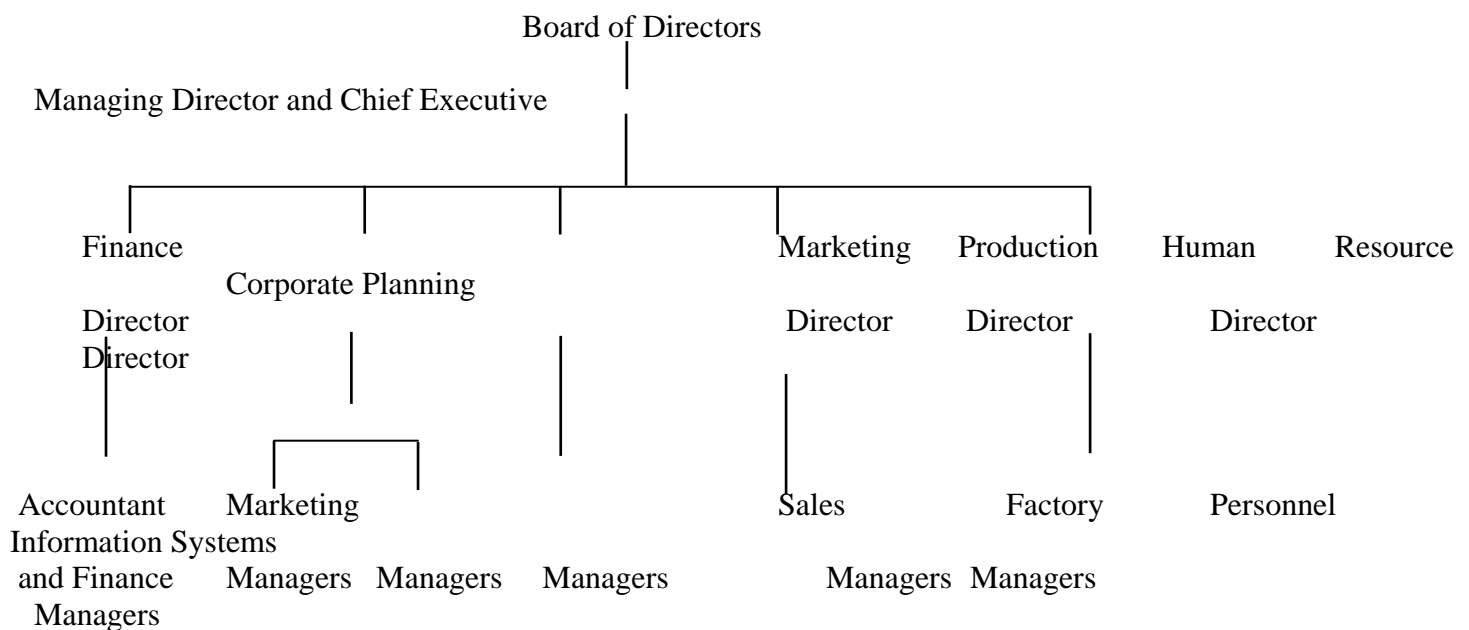 Board of Directors
Managing Director and Chief Executive
Finance Marketing Production Human Resource
Corporate Planning
Director Director Director Director
Director
Accountant Marketing Sales Factory Personnel
Information Systems
and Finance Managers Managers Managers Managers Managers
Managers